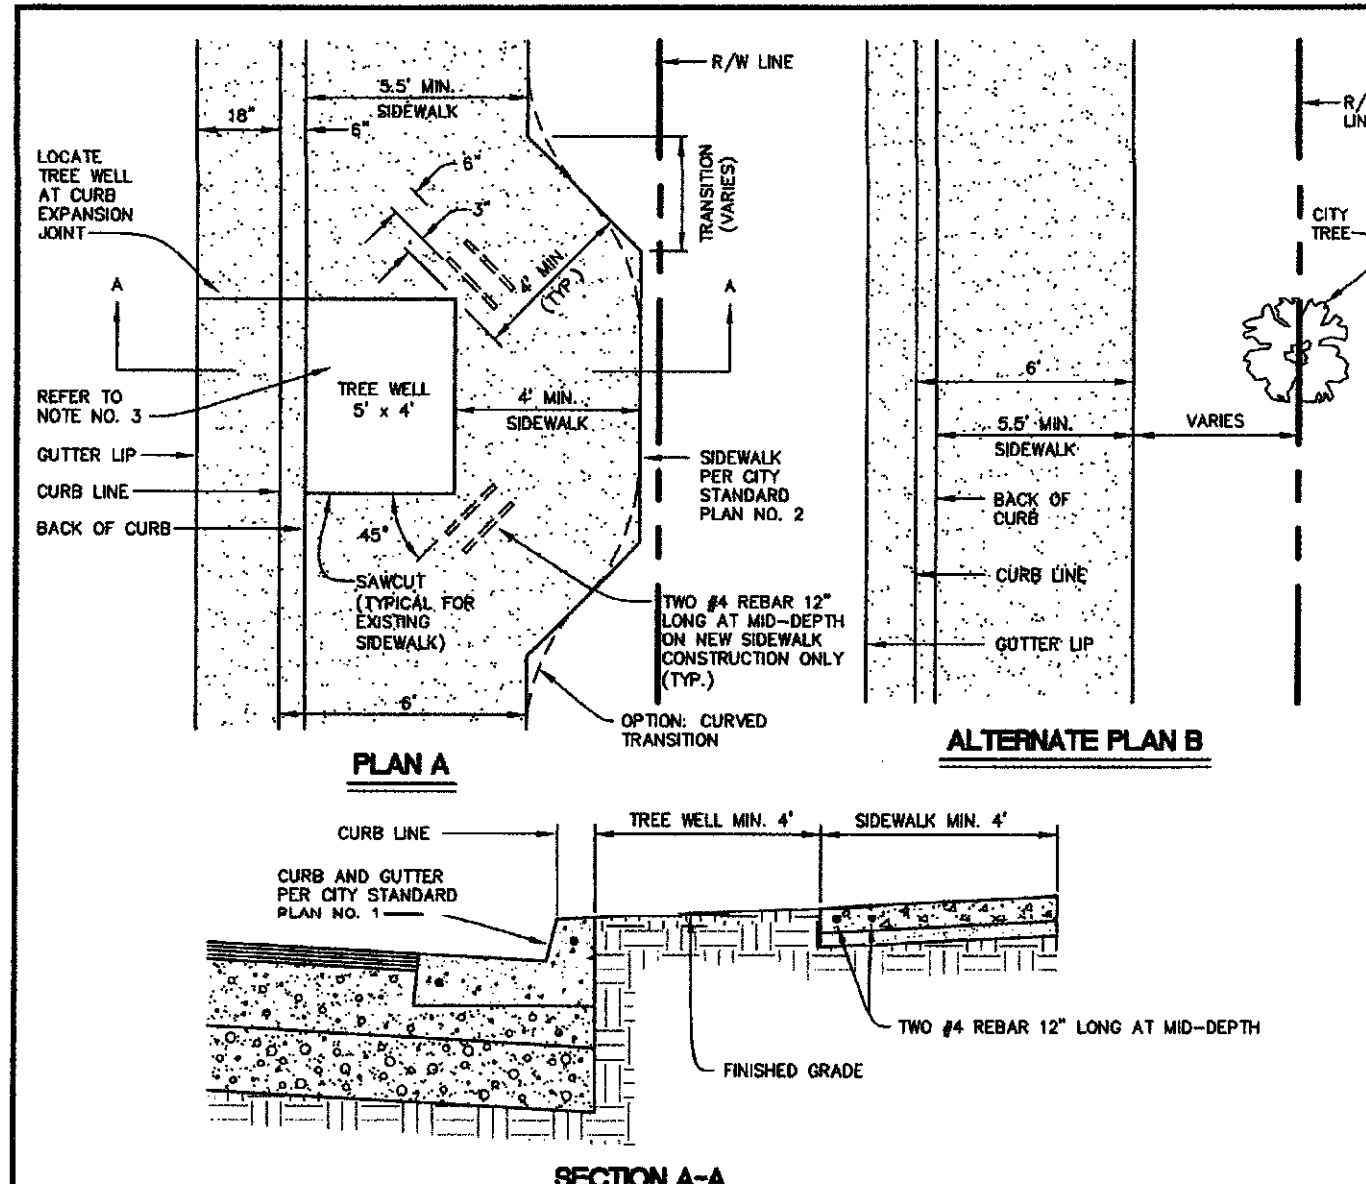 R/W LINE
5.5' MIN.
SIDEWALK
18"
6"
LOCATE
TREE WELL
AT CURB
EXPANSION
JOINT
6"
3"
4' MIN.
(TYP.)
TRANSITION
(VARIES)
A
A
REFER TO
NOTE NO. 3
TREE WELL
5' x 4'
4' MIN.
SIDEWALK
GUTTER LIP
CURB LINE
BACK OF CURB
SIDEWALK
PER CITY
STANDARD
PLAN NO. 2
45°
SAWCUT
(TYPICAL FOR
EXISTING
SIDEWALK)
TWO #4 REBAR 12"
LONG AT MID-DEPTH
ON NEW SIDEWALK
CONSTRUCTION ONLY
(TYP.)
6'
OPTION: CURVED
TRANSITION
PLAN A
R/
LIN
CITY
TREE
6'
5.5' MIN.
SIDEWALK
VARIES
BACK OF
CURB
CURB LINE
GUTTER LIP
ALTERNATE PLAN B
CURB LINE
TREE WELL MIN. 4'
SIDEWALK MIN. 4'
CURB AND GUTTER
PER CITY STANDARD
PLAN NO. 1
TWO #4 REBAR 12" LONG AT MID-DEPTH
FINISHED GRADE
SECTION A-A